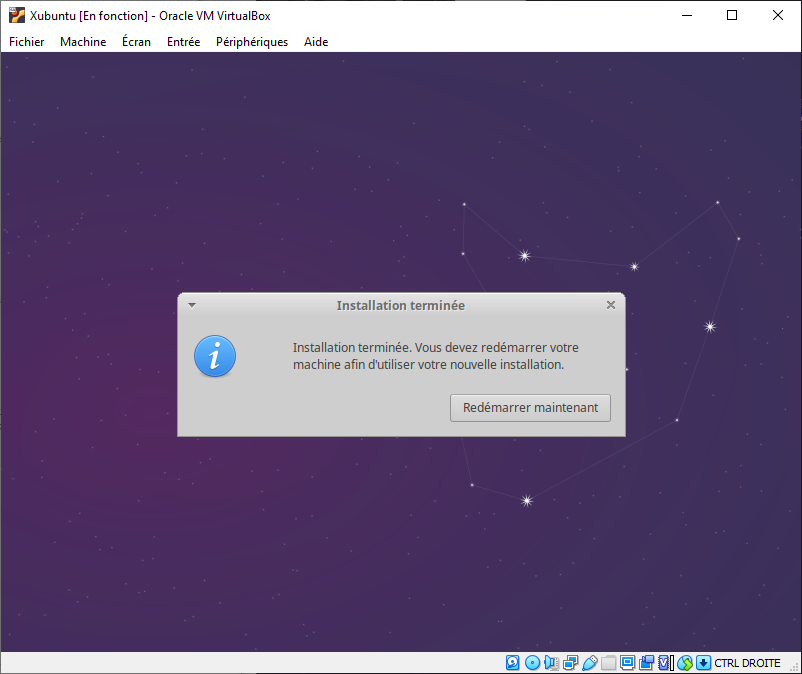 Xubuntu [En fonction] - Oracle VM VirtualBox
Fichier Machine Écran Entrée Périphériques Aide
Installation terminée
Installation terminée. Vous devez redémarrer votre
machine afin d'utiliser votre nouvelle installation.
Redémarrer maintenant
CTRL DROITE